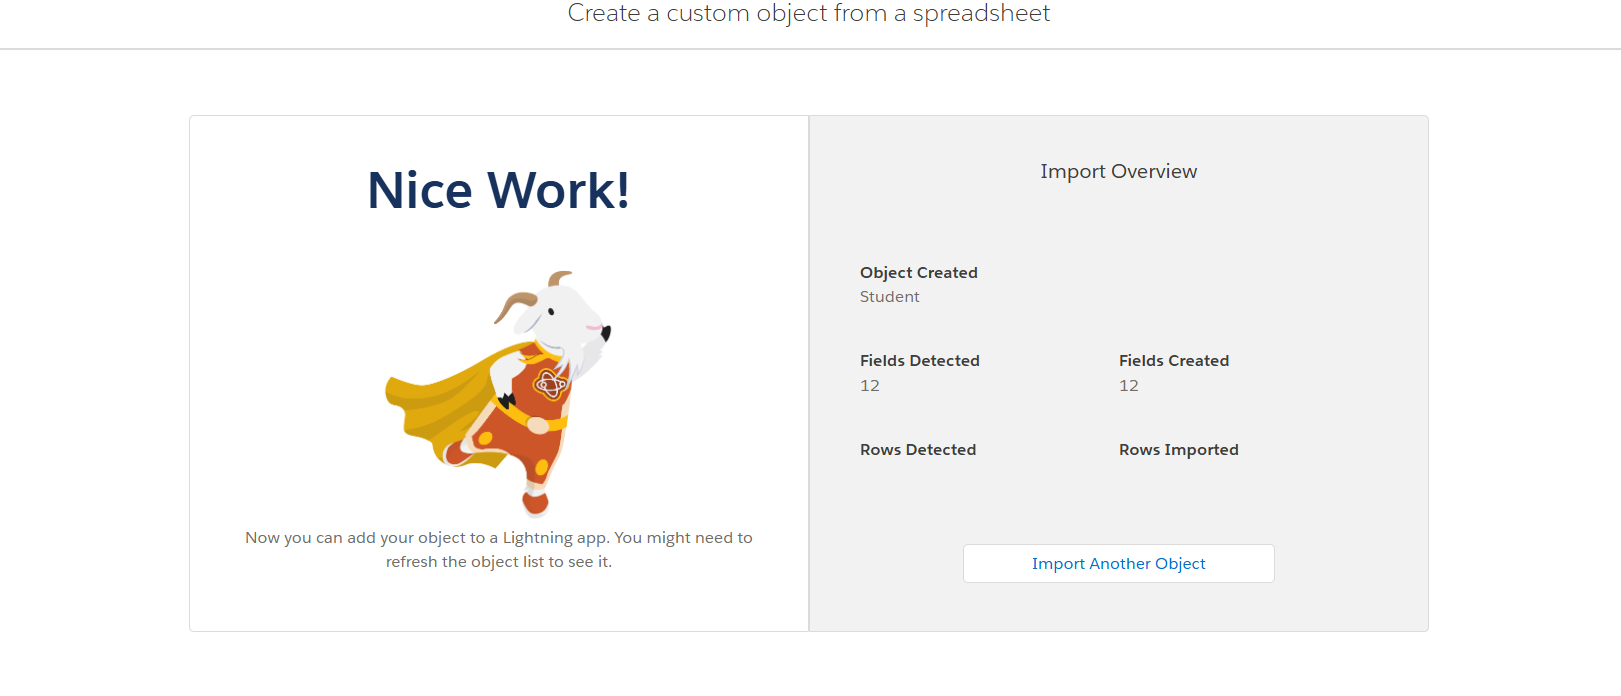 Create a custom object from a spreadsheet
Nice Work!
Now you can add your object to a Lightning app. You might need to
refresh the object list to see it.
Import Overview
Object Created
Student
Fields Detected
12
Fields Created
12
Rows Detected
Rows Imported
Import Another Object